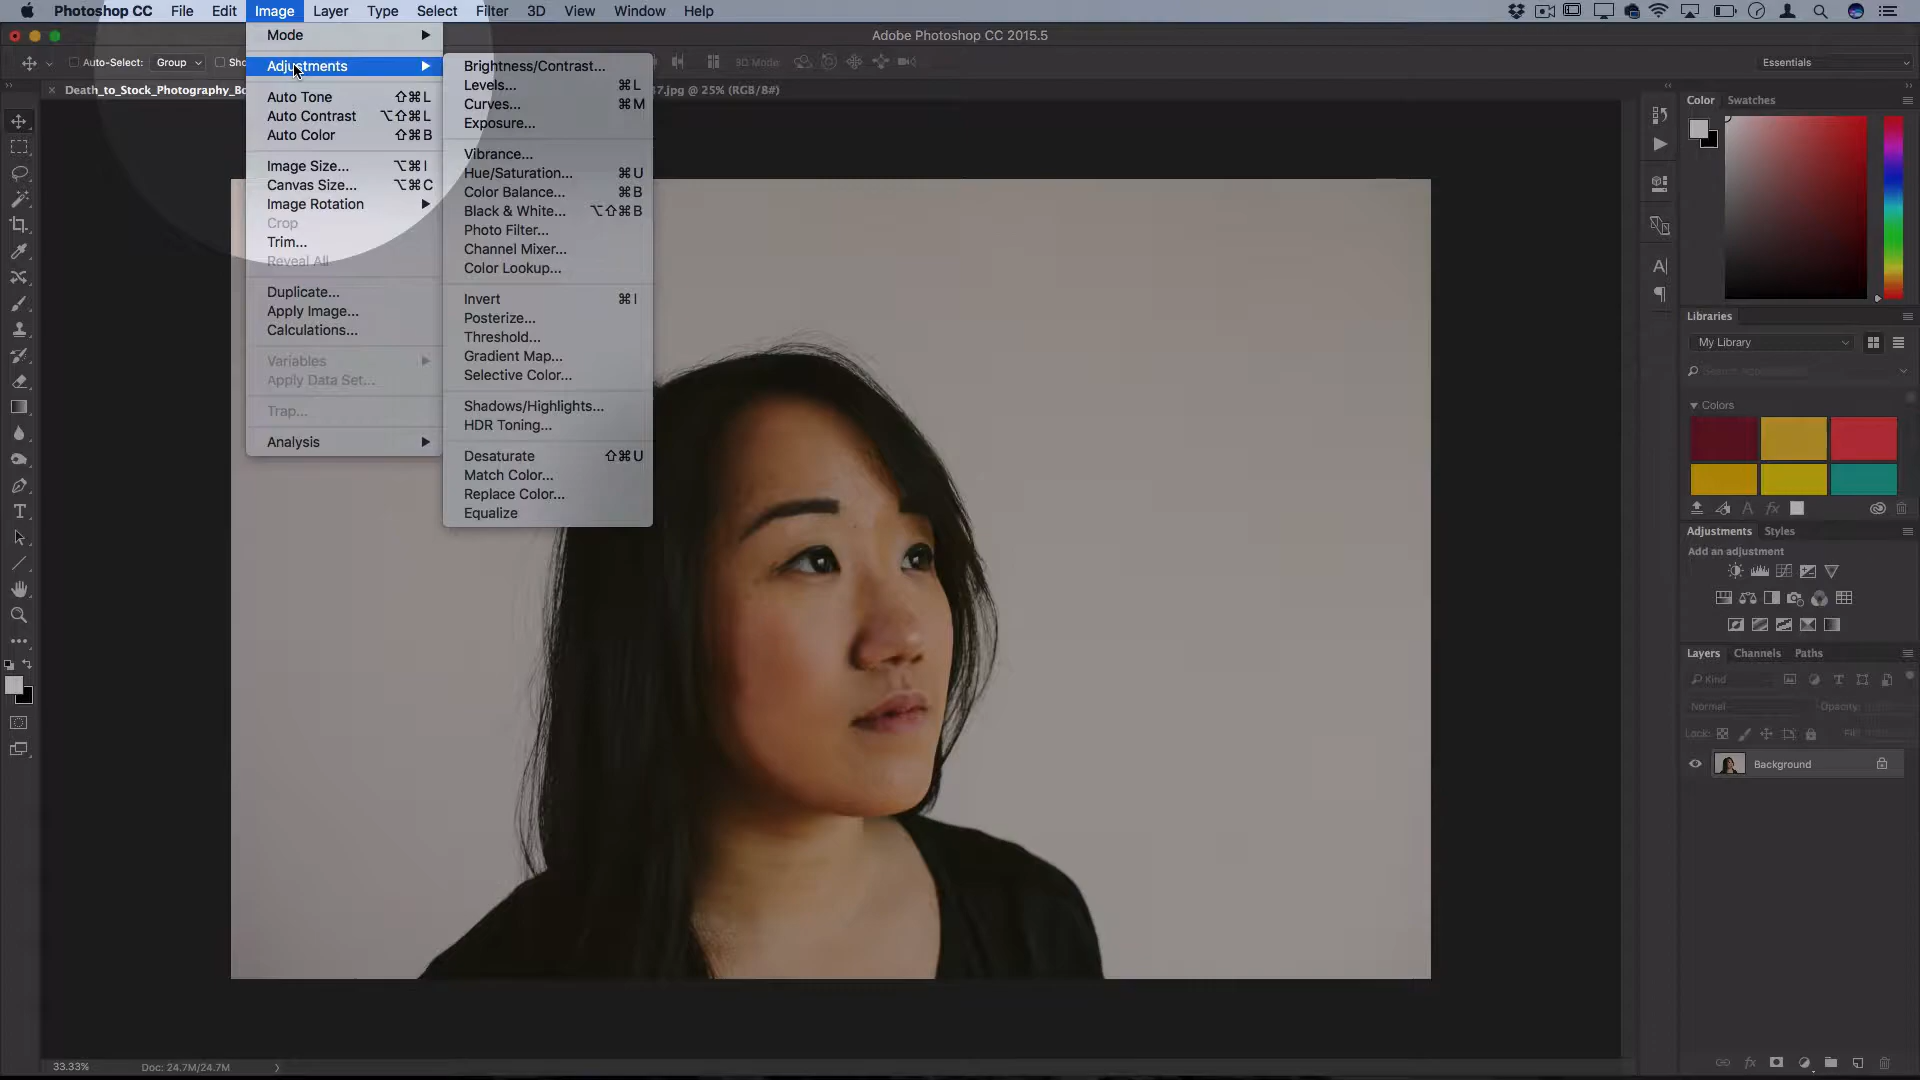 Photoshop CC File Edit Image Layer Type Select Filter 3D View Window Help
Adobe Photoshop CC 2015.5
Auto-Select: Group Sho 3D Mode: Essentials
Death_to_Stock_Photography_Bo 47.jpg @ 25% (RGB/8#)
Mode
Adjustments
Auto Tone ⇧⌘L
Auto Contrast ⌥⇧⌘L
Auto Color ⇧⌘B
Image Size... ⌥⌘I
Canvas Size... ⌥⌘C
Image Rotation
Crop
Trim...
Reveal All
Duplicate...
Apply Image...
Calculations...
Variables
Apply Data Set...
Trap...
Analysis
Brightness/Contrast...
Levels... ⌘L
Curves... ⌘M
Exposure...
Vibrance...
Hue/Saturation... ⌘U
Color Balance... ⌘B
Black & White... ⌥⇧⌘B
Photo Filter...
Channel Mixer...
Color Lookup...
Invert ⌘I
Posterize...
Threshold...
Gradient Map...
Selective Color...
Shadows/Highlights...
HDR Toning...
Desaturate ⇧⌘U
Match Color...
Replace Color...
Equalize
Color Swatches
Libraries
My Library
Colors
Adjustments Styles
Add an adjustment
Layers Channels Paths
Kind
Normal Opacity:
Lock: Fill:
Background
33.33% Doc: 24.7M/24.7M